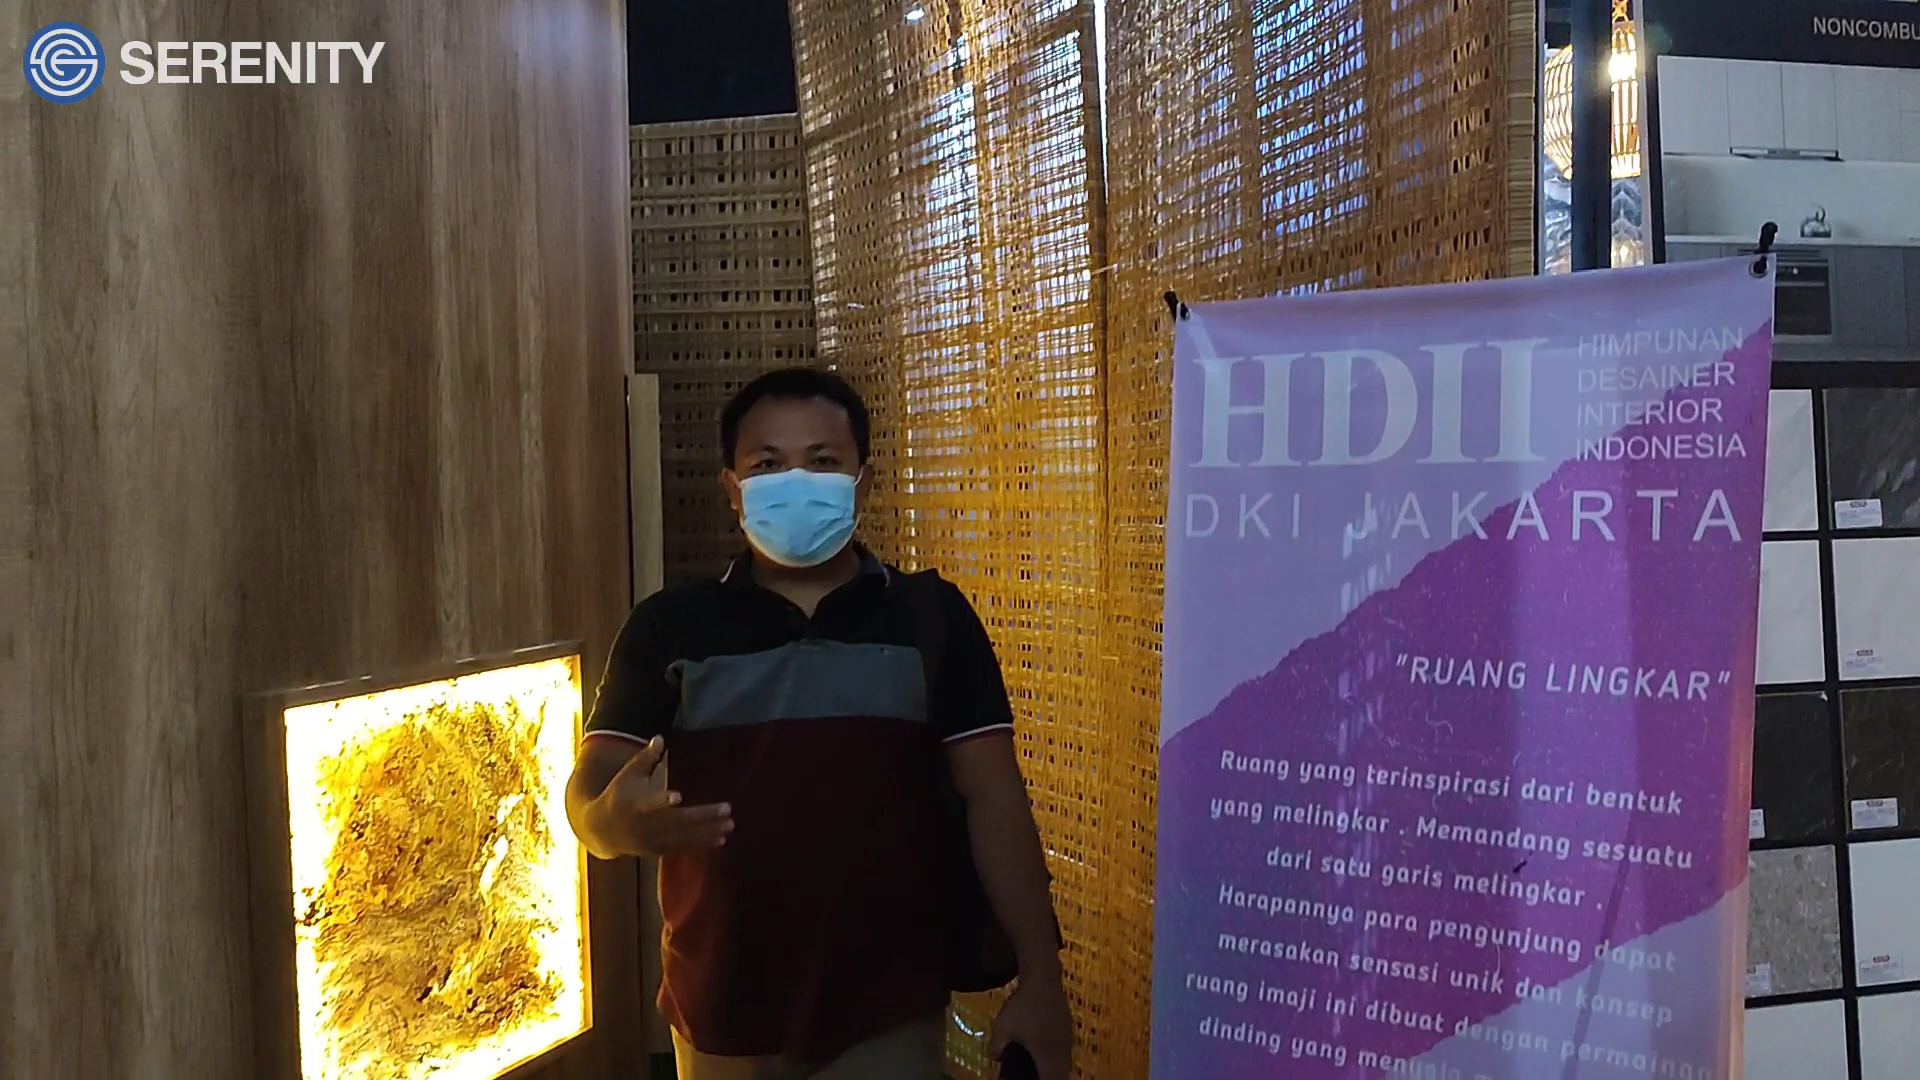 SERENITY
NONCOMBU
HDII
HIMPUNAN
DESAINER
INTERIOR
INDONESIA
DKI JAKARTA
"RUANG LINGKAR"
Ruang yang terinspirasi dari bentuk
yang melingkar . Memandang sesuatu
dari satu garis melingkar .
Harapannya para pengunjung dapat
merasakan sensasi unik dan konsep
ruang imaji ini dibuat dengan permainan
dinding yang menyala